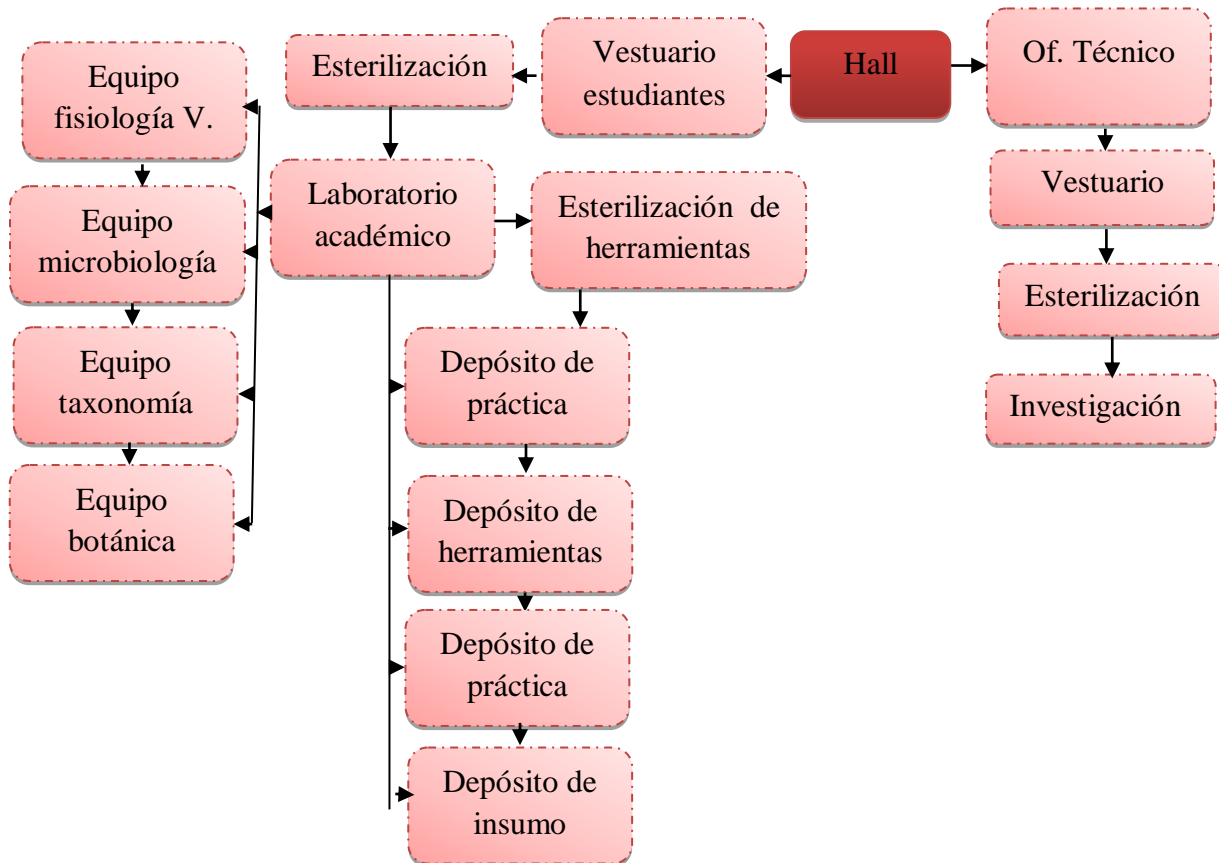 Equipo
fisiología V.
Esterilización
Vestuario
estudiantes
Hall
Of. Técnico
Equipo
microbiología
Laboratorio
académico
Esterilización de
herramientas
Vestuario
Equipo
taxonomía
Depósito de
práctica
Esterilización
Investigación
Equipo
botánica
Depósito de
herramientas
Depósito de
práctica
Depósito de
insumo